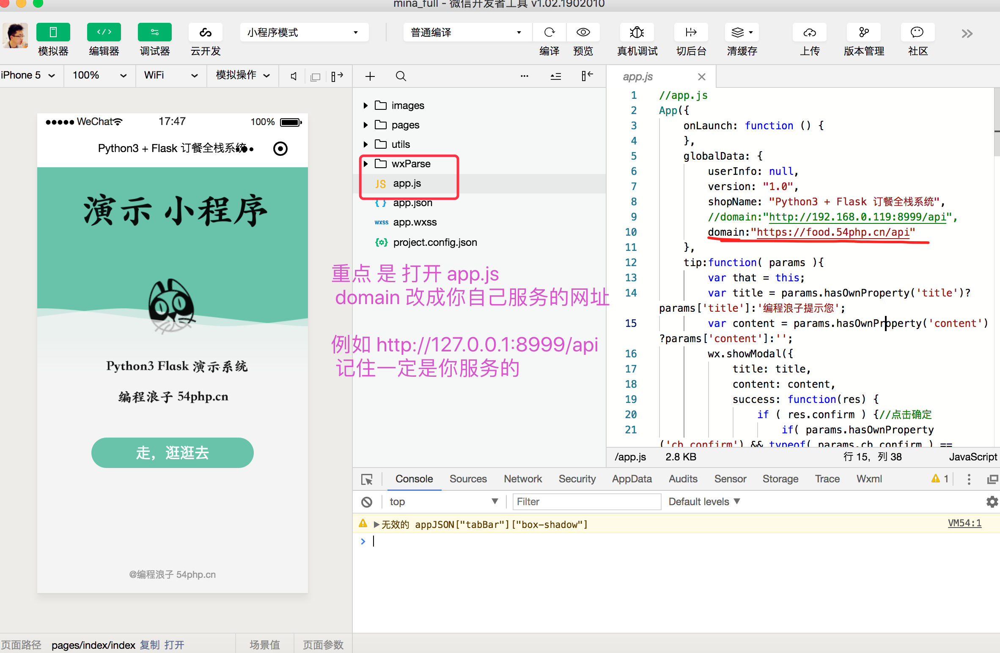 mina_full - 微信开发者工具 v1.02.1902010
模拟器
编辑器
调试器
云开发
小程序模式
普通编译
编译
预览
真机调试
切后台
清缓存
上传
版本管理
社区
iPhone 5
100%
WiFi
模拟操作
WeChat
17:47
100%
Python3 + Flask 订餐全栈系统
演示 小程序
Python3 Flask 演示系统
编程浪子 54php.cn
走，逛逛去
@编程浪子 54php.cn
页面路径 pages/index/index 复制 打开
场景值
页面参数
images
pages
utils
wxParse
JS app.js
{ } app.json
wxss app.wxss
project.config.json
重点 是 打开 app.js
domain 改成你自己服务的网址
例如 http://127.0.0.1:8999/api
记住一定是你服务的
app.js
1 //app.js
2 App({
3 onLaunch: function () {
4 },
5 globalData: {
6 userInfo: null,
7 version: "1.0",
8 shopName: "Python3 + Flask 订餐全栈系统",
9 //domain:"http://192.168.0.119:8999/api",
10 domain:"https://food.54php.cn/api"
11 },
12 tip:function( params ){
13 var that = this;
14 var title = params.hasOwnProperty('title')?
params['title']:'编程浪子提示您';
15 var content = params.hasOwnProperty('content')
?params['content']:'';
16 wx.showModal({
17 title: title,
18 content: content,
19 success: function(res) {
20 if ( res.confirm ) {//点击确定
21 if( params.hasOwnProperty
('cb_confirm') && typeof( params.cb_confirm ) ==
/app.js
2.8 KB
行 15，列 38
JavaScript
Console
Sources
Network
Security
AppData
Audits
Sensor
Storage
Trace
Wxml
1
top
Filter
Default levels
无效的 appJSON["tabBar"]["box-shadow"]
VM54:1